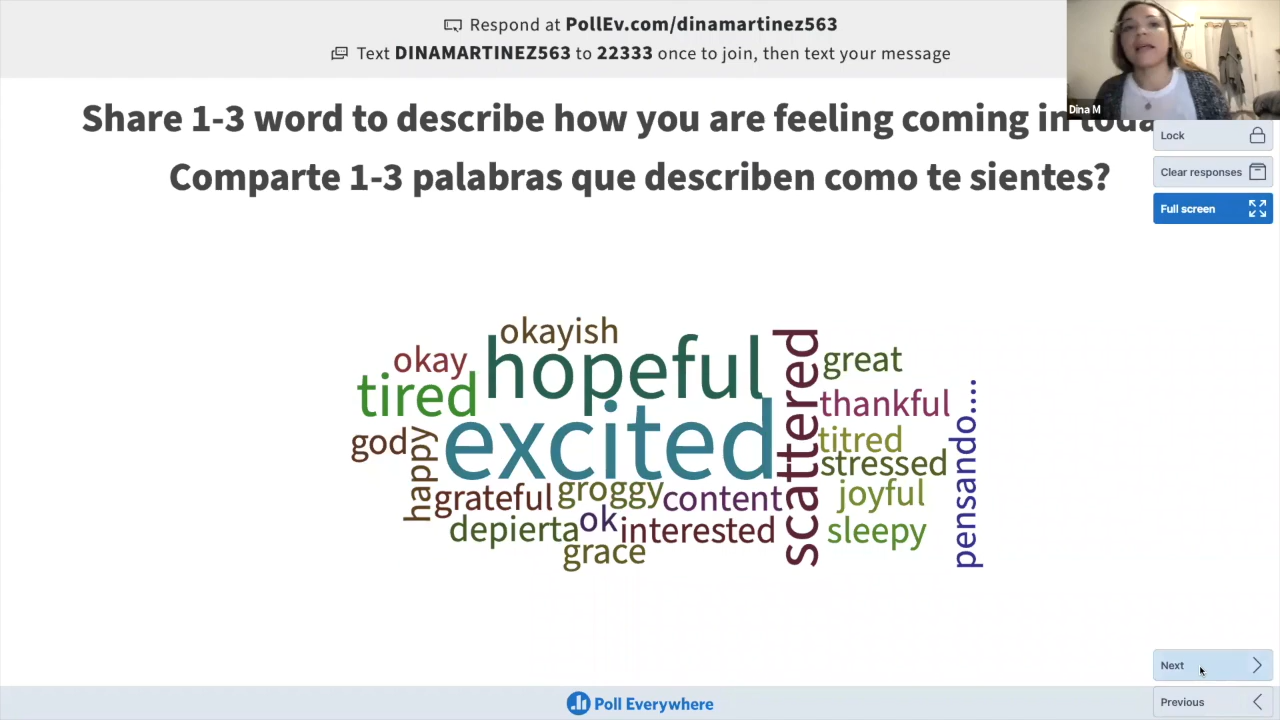 Respond at PollEv.com/dinamartinez563
Text DINAMARTINEZ563 to 22333 once to join, then text your message
Dina M
Share 1-3 word to describe how you are feeling coming in toda
Comparte 1-3 palabras que describen como te sientes?
Lock
Clear responses
Full screen
okayish
okay
hopeful
scattered
great
tired
thankful
pensando....
god
happy
excited
titred
stressed
grateful
groggy
content
joyful
depierta
ok
interested
sleepy
grace
Next
Previous
Poll Everywhere